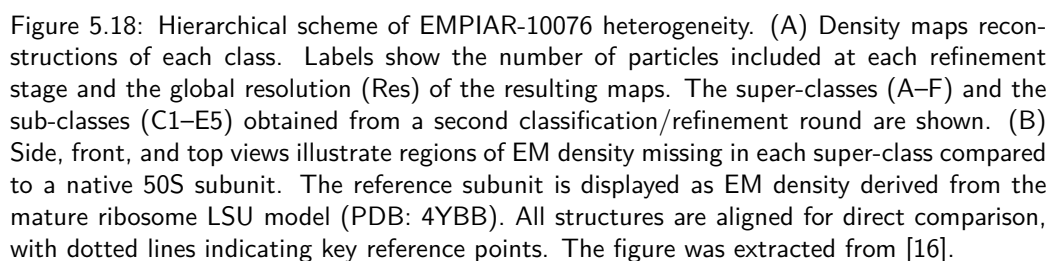 Figure 5.18: Hierarchical scheme of EMPIAR-10076 heterogeneity. (A) Density maps recon-
structions of each class. Labels show the number of particles included at each refinement
stage and the global resolution (Res) of the resulting maps. The super-classes (A–F) and the
sub-classes (C1–E5) obtained from a second classification/refinement round are shown. (B)
Side, front, and top views illustrate regions of EM density missing in each super-class compared
to a native 50S subunit. The reference subunit is displayed as EM density derived from the
mature ribosome LSU model (PDB: 4YBB). All structures are aligned for direct comparison,
with dotted lines indicating key reference points. The figure was extracted from [16].